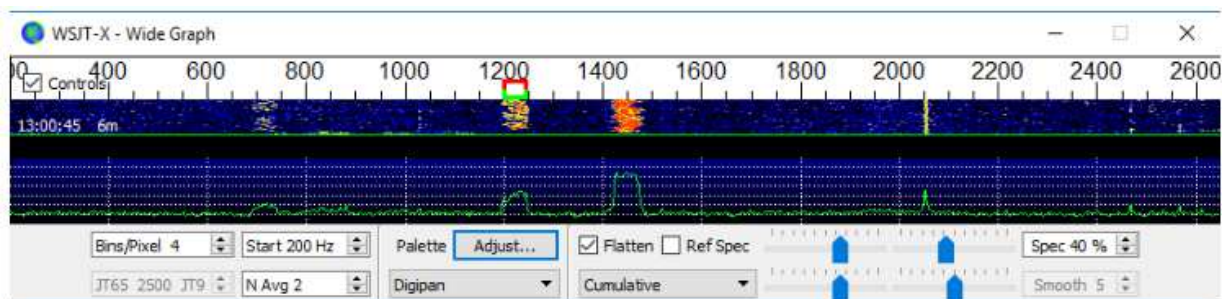 WSJT-X - Wide Graph
00 400 600 800 1000 1200 1400 1600 1800 2000 2200 2400 2600
Controls
13:00:45 6m
Bins/Pixel 4 Start 200 Hz Palette Adjust... Flatten Ref Spec Spec 40 %
JT65 2500 JT9 N Avg 2 Digipan Cumulative Smooth 5